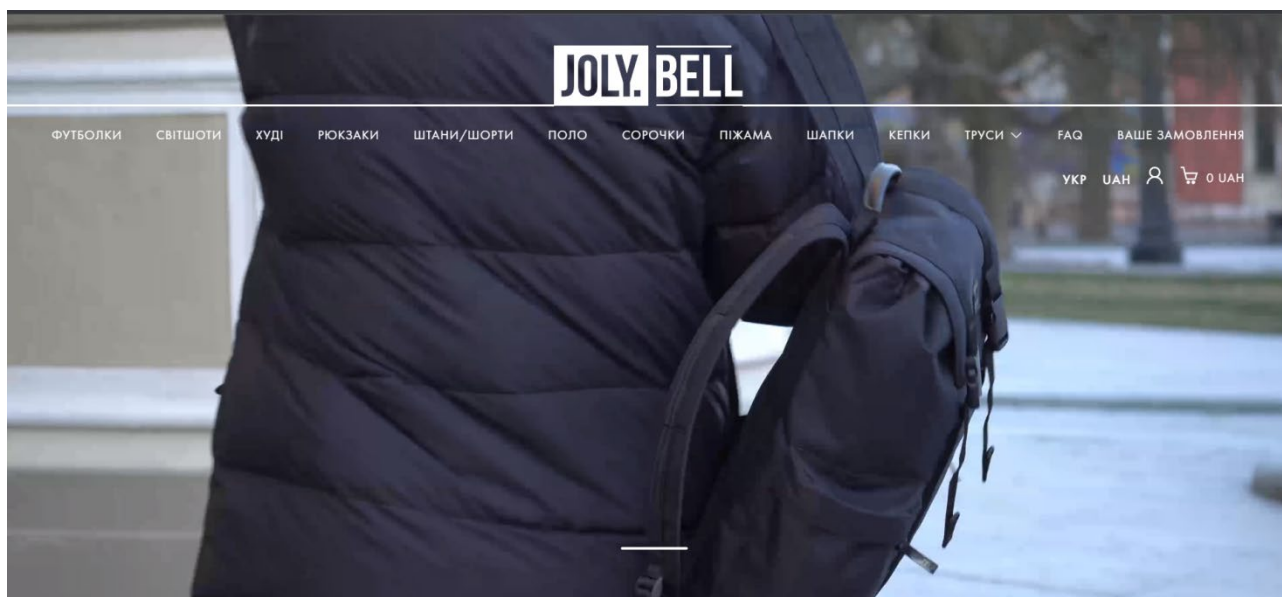 JOLY. BELL
ФУТБОЛКИ СВІТШОТИ ХУДІ РЮКЗАКИ ШТАНИ/ШОРТИ ПОЛО СОРОЧКИ ПІЖАМА ШАПКИ КЕПКИ ТРУСИ FAQ ВАШЕ ЗАМОВЛЕННЯ
УКР UAH 0 UAH